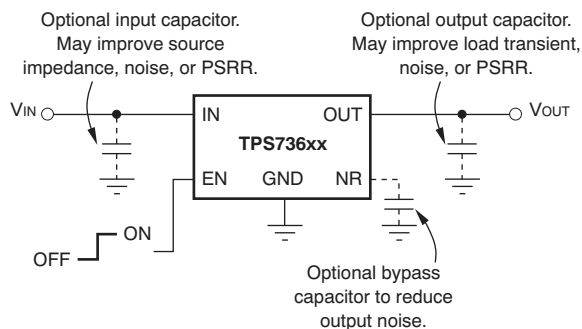 Optional input capacitor.
May improve source
impedance, noise, or PSRR.
Optional output capacitor.
May improve load transient,
noise, or PSRR.
VIN
IN
OUT
VOUT
TPS736xx
EN
GND
NR
ON
OFF
Optional bypass
capacitor to reduce
output noise.